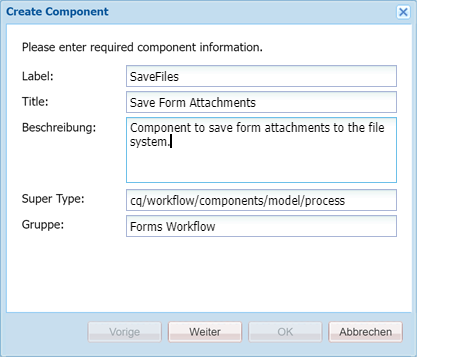 Create Component
Please enter required component information.
Label: SaveFiles
Title: Save Form Attachments
Beschreibung: Component to save form attachments to the file
system.
Super Type: cq/workflow/components/model/process
Gruppe: Forms Workflow
Vorige Weiter OK Abbrechen